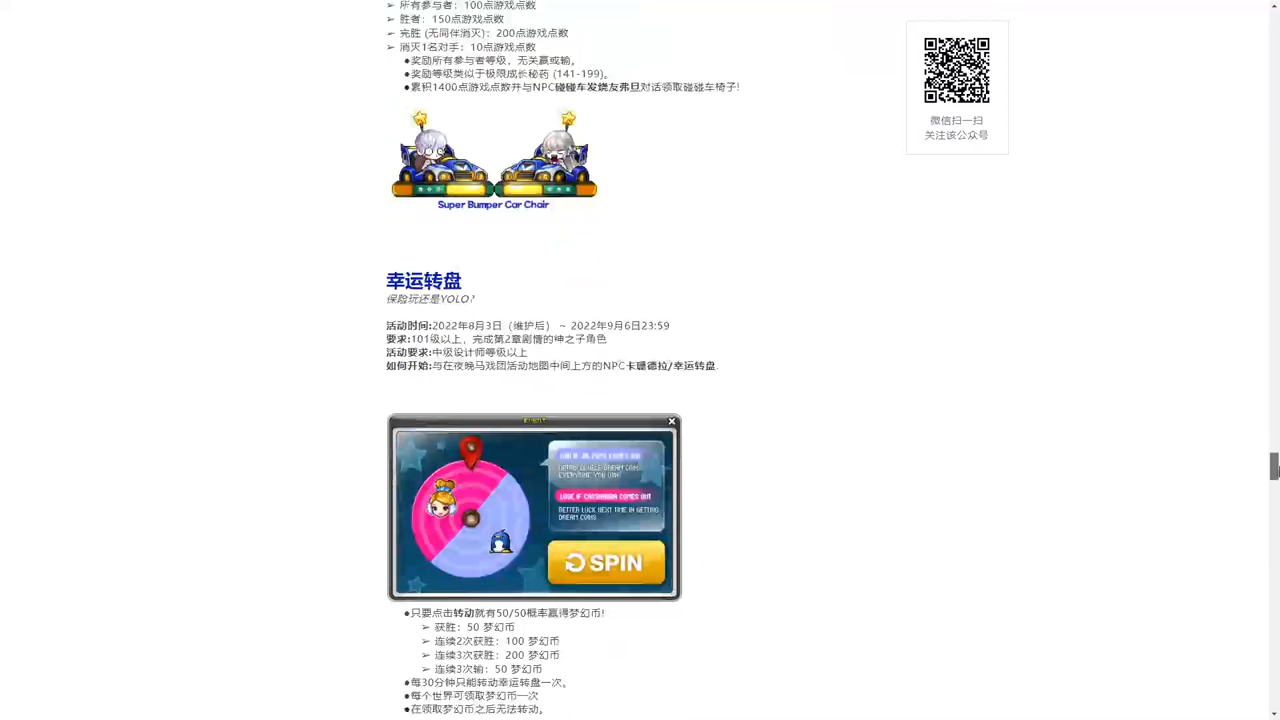 ➢ 所有参与者：100点游戏点数
➢ 胜者：150点游戏点数
➢ 完胜 (无同伴消灭)：200点游戏点数
➢ 消灭1名对手：10点游戏点数
●奖励所有参与者等级，无关赢或输。
●奖励等级类似于极限成长秘药 (141-199)。
●累积1400点游戏点数并与NPC碰碰车发烧友弗旦对话领取碰碰车椅子!
微信扫一扫
关注该公众号
Super Bumper Car Chair
幸运转盘
保险玩还是YOLO?
活动时间:2022年8月3日（维护后） ~ 2022年9月6日23:59
要求:101级以上，完成第2章剧情的神之子角色
活动要求:中级设计师等级以上
如何开始:与在夜晚马戏团活动地图中间上方的NPC卡珊德拉/幸运转盘.
EVENT
LOSE IF CASSANDRA COMES OUT
BETTER LUCK NEXT TIME IN GETTING
DREAM COINS
SPIN
●只要点击转动就有50/50概率赢得梦幻币!
➢ 获胜：50 梦幻币
➢ 连续2次获胜：100 梦幻币
➢ 连续3次获胜：200 梦幻币
➢ 连续3次输：50 梦幻币
●每30分钟只能转动幸运转盘一次。
●每个世界可领取梦幻币一次
●在领取梦幻币之后无法转动。